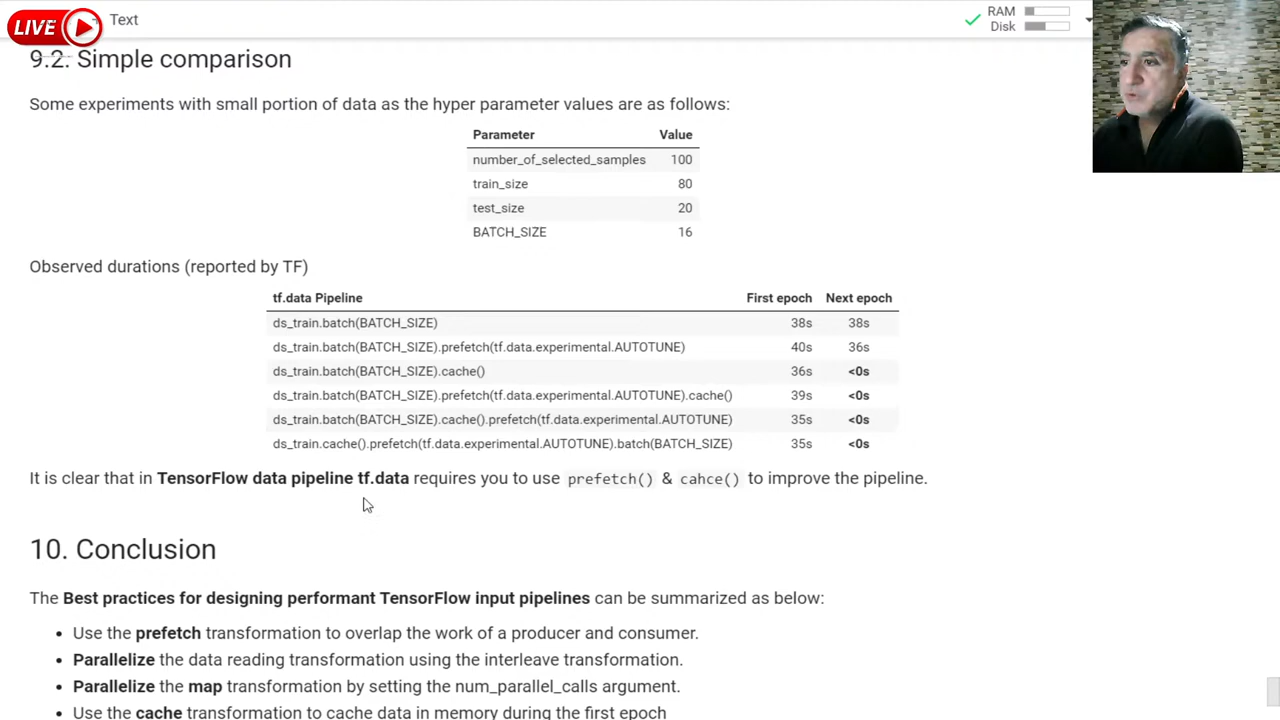 LIVE
Text
RAM
Disk
9.2. Simple comparison
Some experiments with small portion of data as the hyper parameter values are as follows:
Parameter Value
number_of_selected_samples 100
train_size 80
test_size 20
BATCH_SIZE 16
Observed durations (reported by TF)
tf.data Pipeline First epoch Next epoch
ds_train.batch(BATCH_SIZE) 38s 38s
ds_train.batch(BATCH_SIZE).prefetch(tf.data.experimental.AUTOTUNE) 40s 36s
ds_train.batch(BATCH_SIZE).cache() 36s <0s
ds_train.batch(BATCH_SIZE).prefetch(tf.data.experimental.AUTOTUNE).cache() 39s <0s
ds_train.batch(BATCH_SIZE).cache().prefetch(tf.data.experimental.AUTOTUNE) 35s <0s
ds_train.cache().prefetch(tf.data.experimental.AUTOTUNE).batch(BATCH_SIZE) 35s <0s
It is clear that in TensorFlow data pipeline tf.data requires you to use prefetch() & cahce() to improve the pipeline.
10. Conclusion
The Best practices for designing performant TensorFlow input pipelines can be summarized as below:
• Use the prefetch transformation to overlap the work of a producer and consumer.
• Parallelize the data reading transformation using the interleave transformation.
• Parallelize the map transformation by setting the num_parallel_calls argument.
• Use the cache transformation to cache data in memory during the first epoch